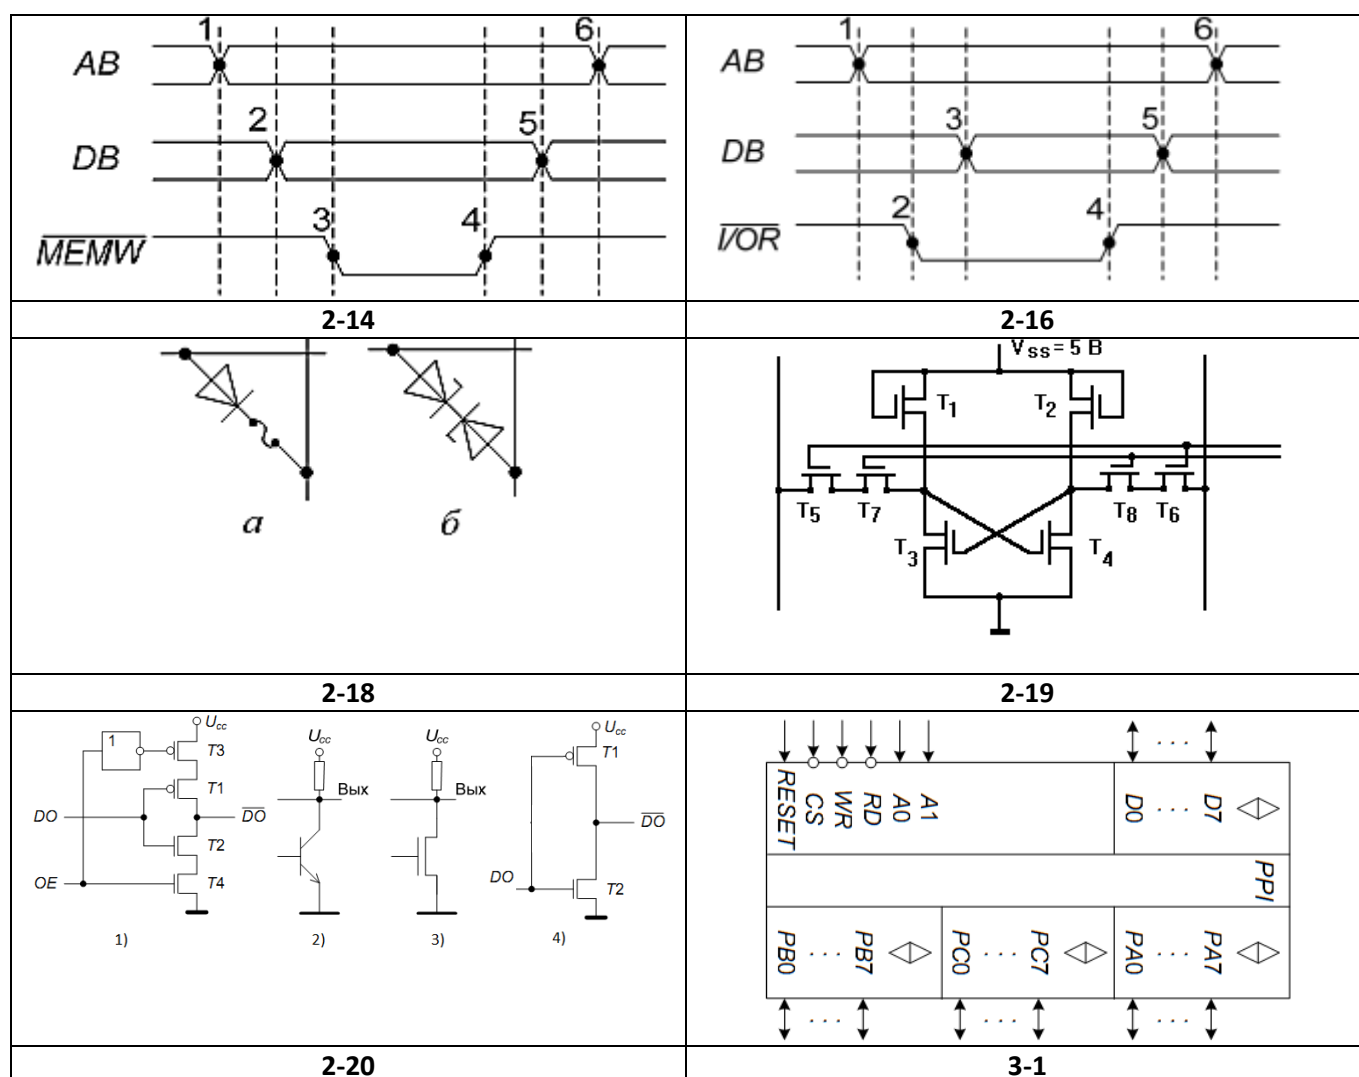 1 6
AB
2 5
DB
3 4
MEMW
2-14
1 6
AB
3 5
DB
2 4
I/OR
2-16
а б
2-18
Vss = 5 В
T1 T2
T5 T7 T8 T6
T3 T4
2-19
Ucc
1 T3
T1
DO DO
T2
OE T4
1)
Ucc
Вых
2)
Ucc
Вых
3)
Ucc
T1
DO
DO T2
4)
2-20
RESET CS WR RD A0 A1 D0 ... D7
PPI
PB0 ... PB7 PC0 ... PC7 PA0 ... PA7
... ... ...
3-1